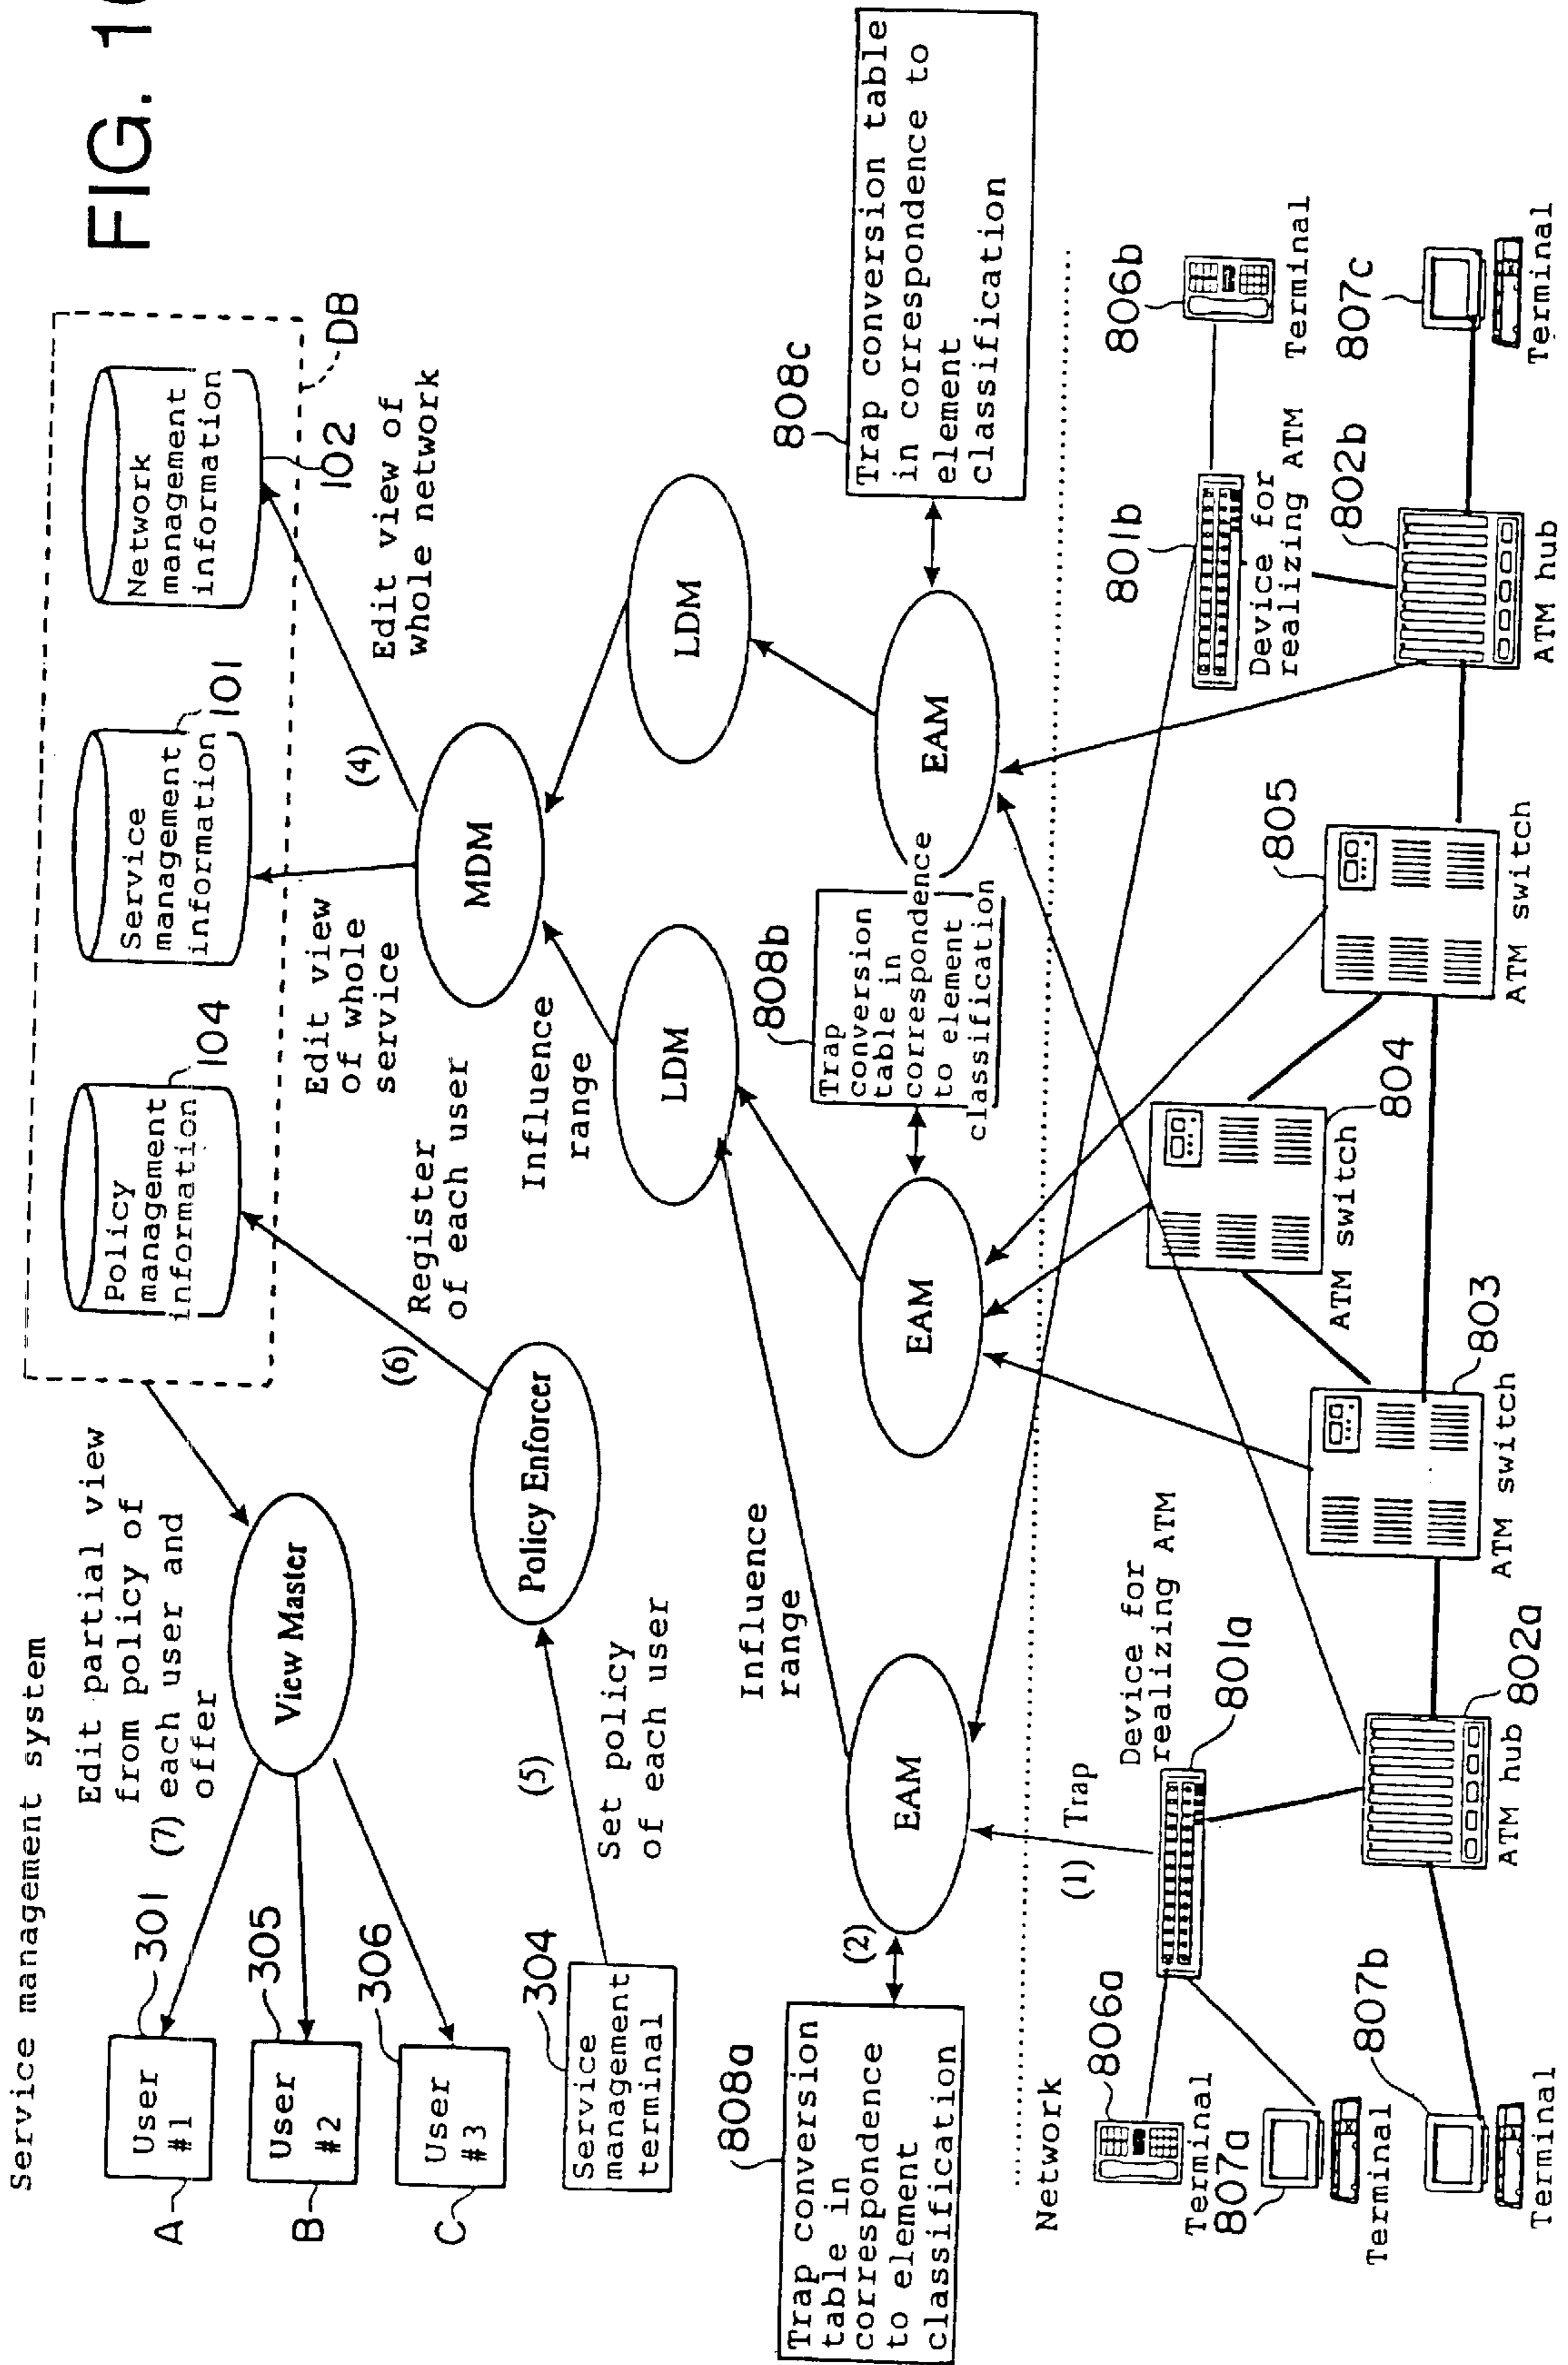 FIG. 10
Service management system
A
User
#1
301
B
User
#2
305
C
User
#3
306
Edit partial view
from policy of
(7) each user and
offer
View Master
Service
management
terminal
304
(5)
Set policy
of each user
Policy Enforcer
(6)
Register
of each user
Policy
management
information
104
Service
management
information
101
Network
management
information
102
DB
Edit view
of whole
service
(4)
Edit view of
whole network
MDM
Influence
range
LDM
LDM
Influence
range
808a
Trap conversion
table in
correspondence
to element
classification
(2)
EAM
EAM
808b
Trap
conversion
table in
correspondence
to element
classification
EAM
808c
Trap conversion table
in correspondence to
element
classification
Network
(1)
Trap
Device for
realizing ATM
801a
806a
Terminal
807a
Terminal
807b
Terminal
ATM hub
802a
ATM switch
803
ATM switch
804
805
ATM switch
801b
Device for
realizing ATM
806b
Terminal
802b
ATM hub
807c
Terminal